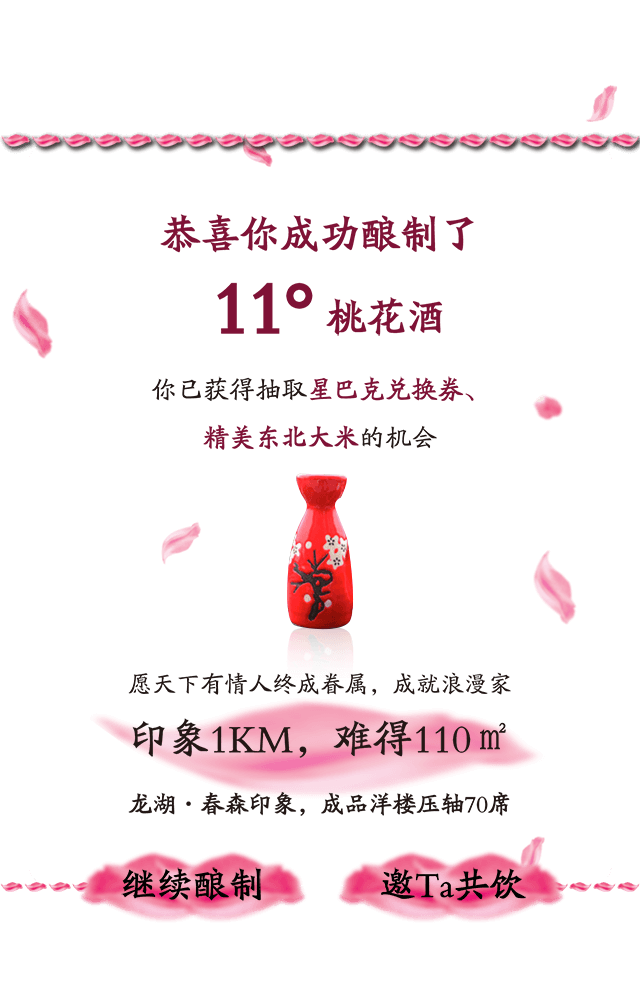 恭喜你成功酿制了
11° 桃花酒
你已获得抽取星巴克兑换券、
精美东北大米的机会
愿天下有情人终成眷属，成就浪漫家
印象1KM，难得110㎡
龙湖·春森印象，成品洋楼压轴70席
继续酿制
邀Ta共饮